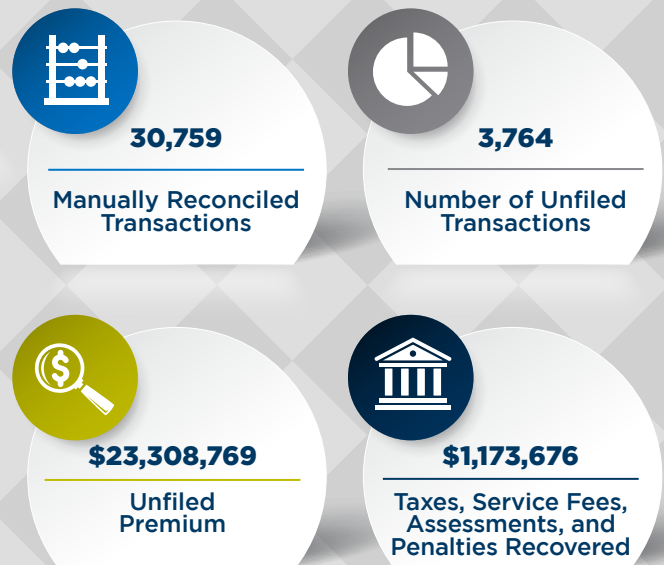 30,759
Manually Reconciled
Transactions
3,764
Number of Unfiled
Transactions
$23,308,769
Unfiled
Premium
$1,173,676
Taxes, Service Fees,
Assessments, and
Penalties Recovered